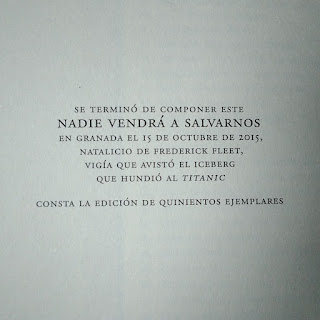 SE TERMINÓ DE COMPONER ESTE
NADIE VENDRÁ A SALVARNOS
EN GRANADA EL 15 DE OCTUBRE DE 2015,
NATALICIO DE FREDERICK FLEET,
VIGÍA QUE AVISTÓ EL ICEBERG
QUE HUNDIÓ AL TITANIC
CONSTA LA EDICIÓN DE QUINIENTOS EJEMPLARES